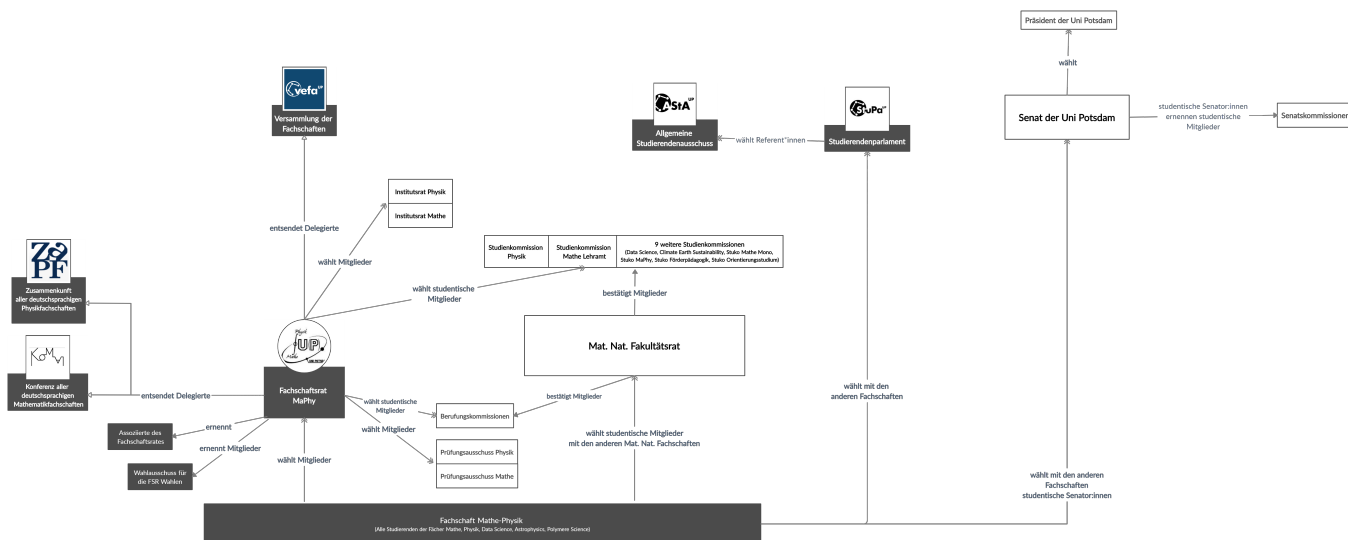 Präsident der Uni Potsdam
wählt
Senat der Uni Potsdam
studentische Senator:innen
ernennen studentische
Mitglieder
Senatskommissionen
vefa UP
Versammlung der
Fachschaften
AStA UP
Allgemeine
Studierendenausschuss
wählt Referent*innen
StuPa UP
Studierendenparlament
Institutsrat Physik
Institutsrat Mathe
entsendet Delegierte
wählt Mitglieder
Studienkommission
Physik
Studienkommission
Mathe Lehramt
9 weitere Studienkommissionen
(Data Science, Climate Earth Sustainability, Stuko Mathe Mono,
Stuko MaPhy, Stuko Förderpädagogik, Stuko Orientierungsstudium)
ZaPF
Zusammenkunft
aller deutschsprachigen
Physikfachschaften
wählt studentische
Mitglieder
bestätigt Mitglieder
KoMa
Konferenz aller
deutschsprachigen
Mathematikfachschaften
Physik
UP
Mathe
Mat. Nat. Fakultätsrat
Fachschaftsrat
MaPhy
entsendet Delegierte
wählt studentische
Mitglieder
bestätigt Mitglieder
Berufungskommissionen
wählt mit den
anderen Fachschaften
ernennt
Assoziierte des
Fachschaftsrates
ernennt Mitglieder
wählt Mitglieder
wählt studentische Mitglieder
mit den anderen Mat. Nat. Fachschaften
Prüfungsausschuss Physik
Prüfungsausschuss Mathe
wählt Mitglieder
Wahlausschuss für
die FSR Wahlen
wählt mit den anderen
Fachschaften
studentische Senator:innen
Fachschaft Mathe-Physik
(Alle Studierenden der Fächer Mathe, Physik, Data Science, Astrophysics, Polymere Science)